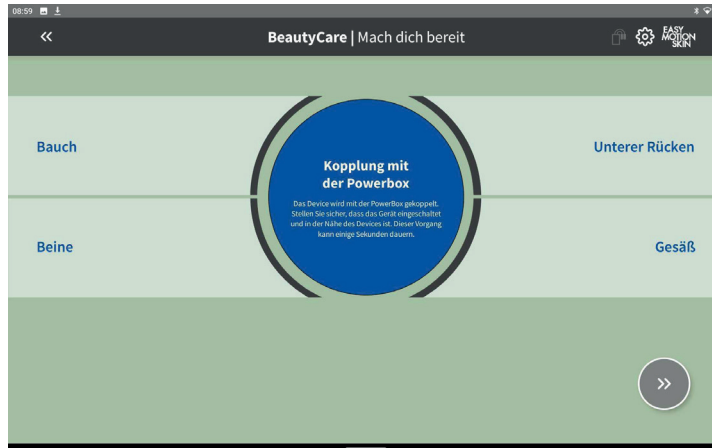 08:59
BeautyCare | Mach dich bereit
EASY
MOTION
SKIN
Bauch
Unterer Rücken
Kopplung mit
der Powerbox
Das Device wird mit der PowerBox gekoppelt.
Stellen Sie sicher, dass das Gerät eingeschaltet
und in der Nähe des Devices ist. Dieser Vorgang
kann einige Sekunden dauern.
Beine
Gesäß